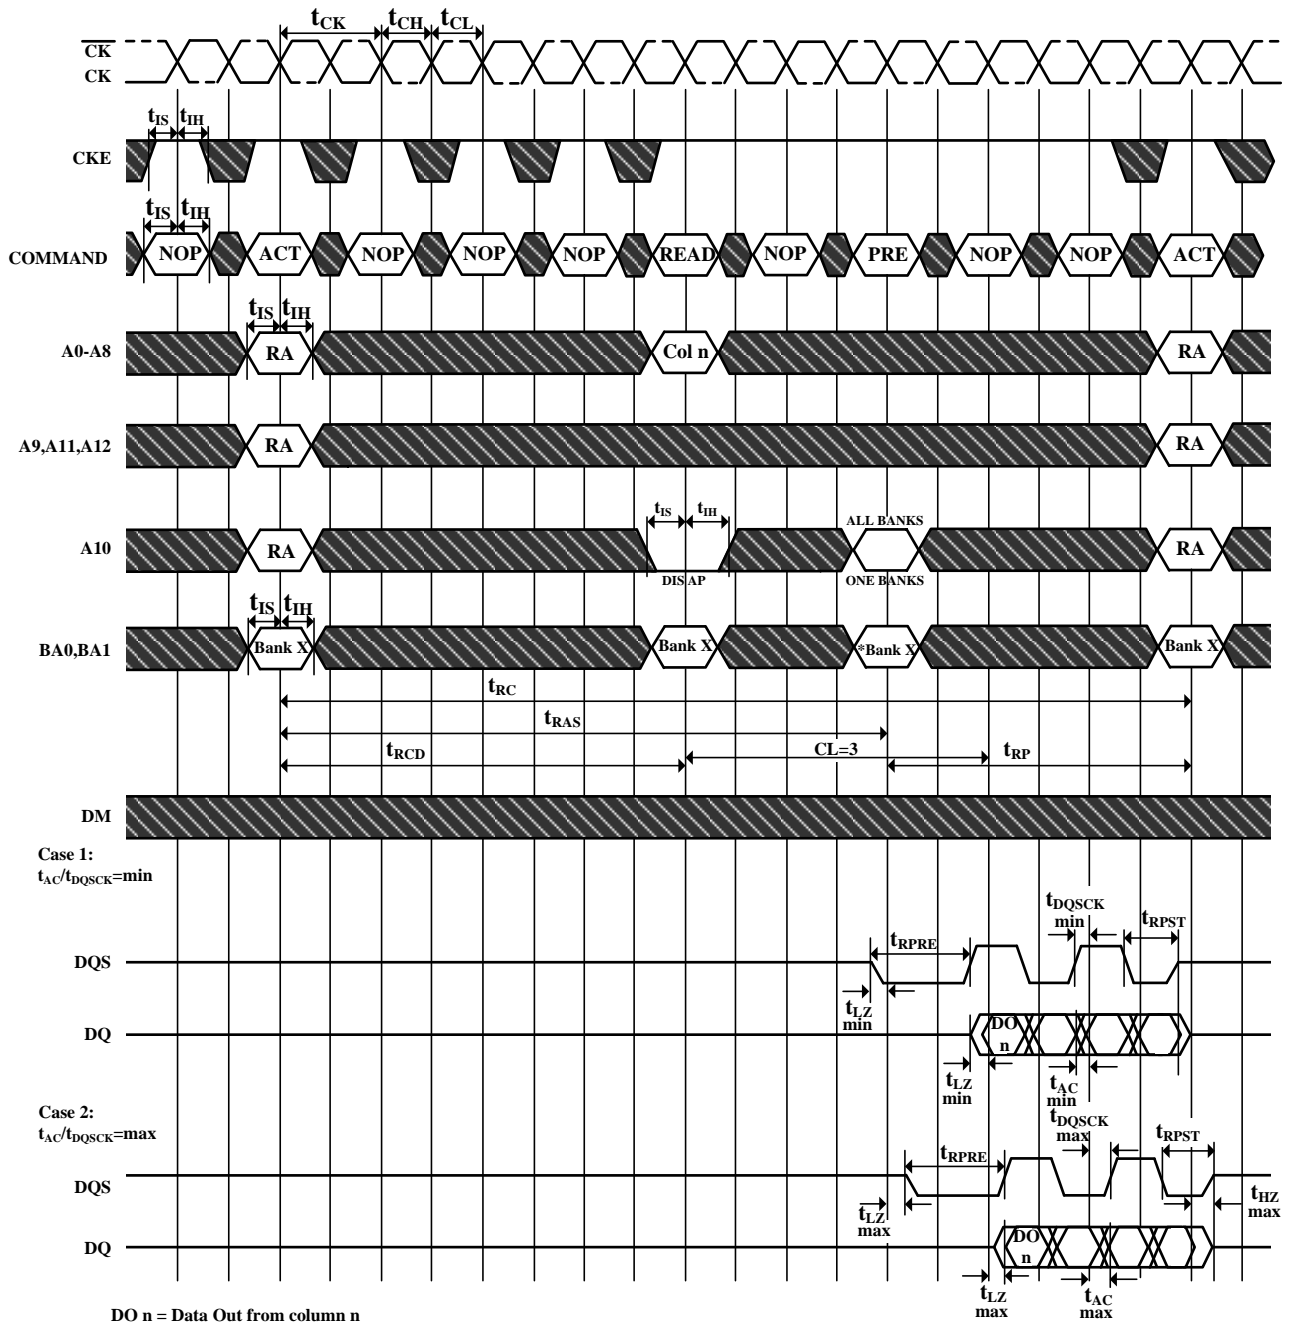 tCK tCH tCL
CK
CK
tIS tIH
CKE
tIS tIH
COMMAND NOP ACT NOP NOP NOP READ NOP PRE NOP NOP ACT
tIS tIH
A0-A8 RA Col n RA
A9,A11,A12 RA RA
tIS tIH ALL BANKS
A10 RA RA
DIS AP ONE BANKS
tIS tIH
BA0,BA1 Bank X Bank X *Bank X Bank X
tRC
tRAS
tRCD CL=3 tRP
DM
Case 1:
tAC/tDQSCK=min
tDQSCK
min
tRPST
tRPRE
DQS
tLZ
min
DQ DO
n
tLZ
min
tAC
min
Case 2:
tAC/tDQSCK=max
tDQSCK
max
tRPST
tRPRE
DQS
tLZ
max
tHZ
max
DQ DO
n
tLZ
max
tAC
max
DO n = Data Out from column n